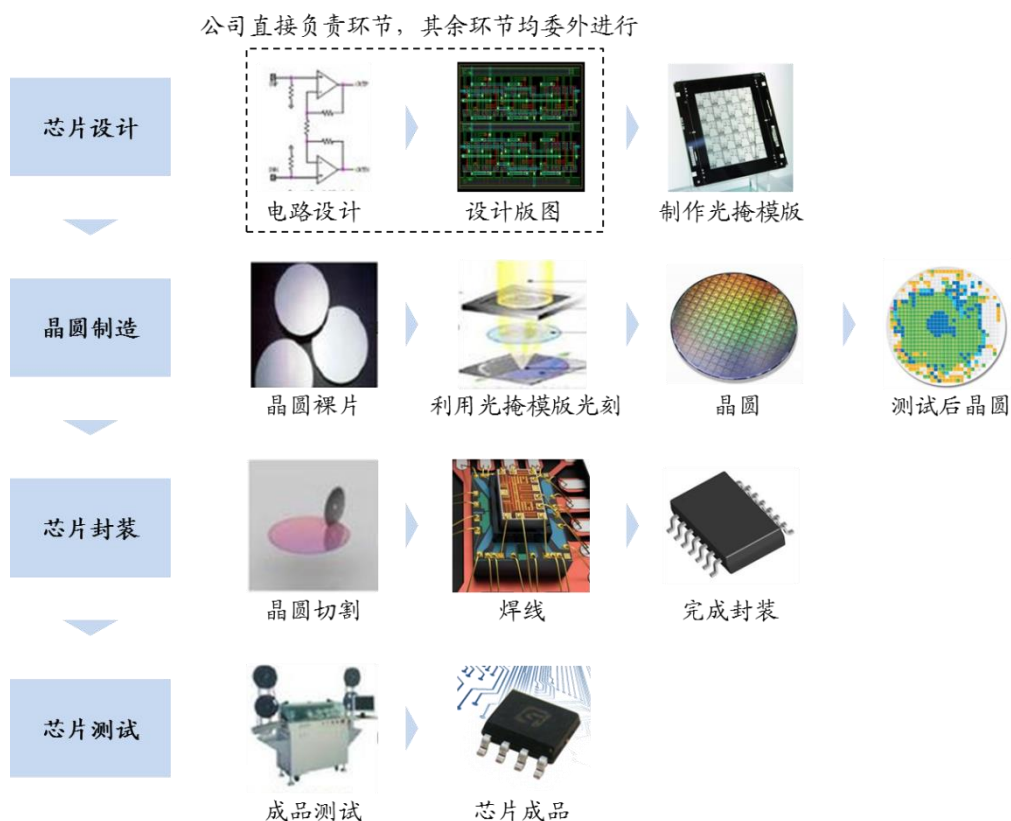 公司直接负责环节，其余环节均委外进行
芯片设计
电路设计
设计版图
制作光掩模版
晶圆制造
晶圆裸片
利用光掩模版光刻
晶圆
测试后晶圆
芯片封装
晶圆切割
焊线
完成封装
芯片测试
成品测试
芯片成品